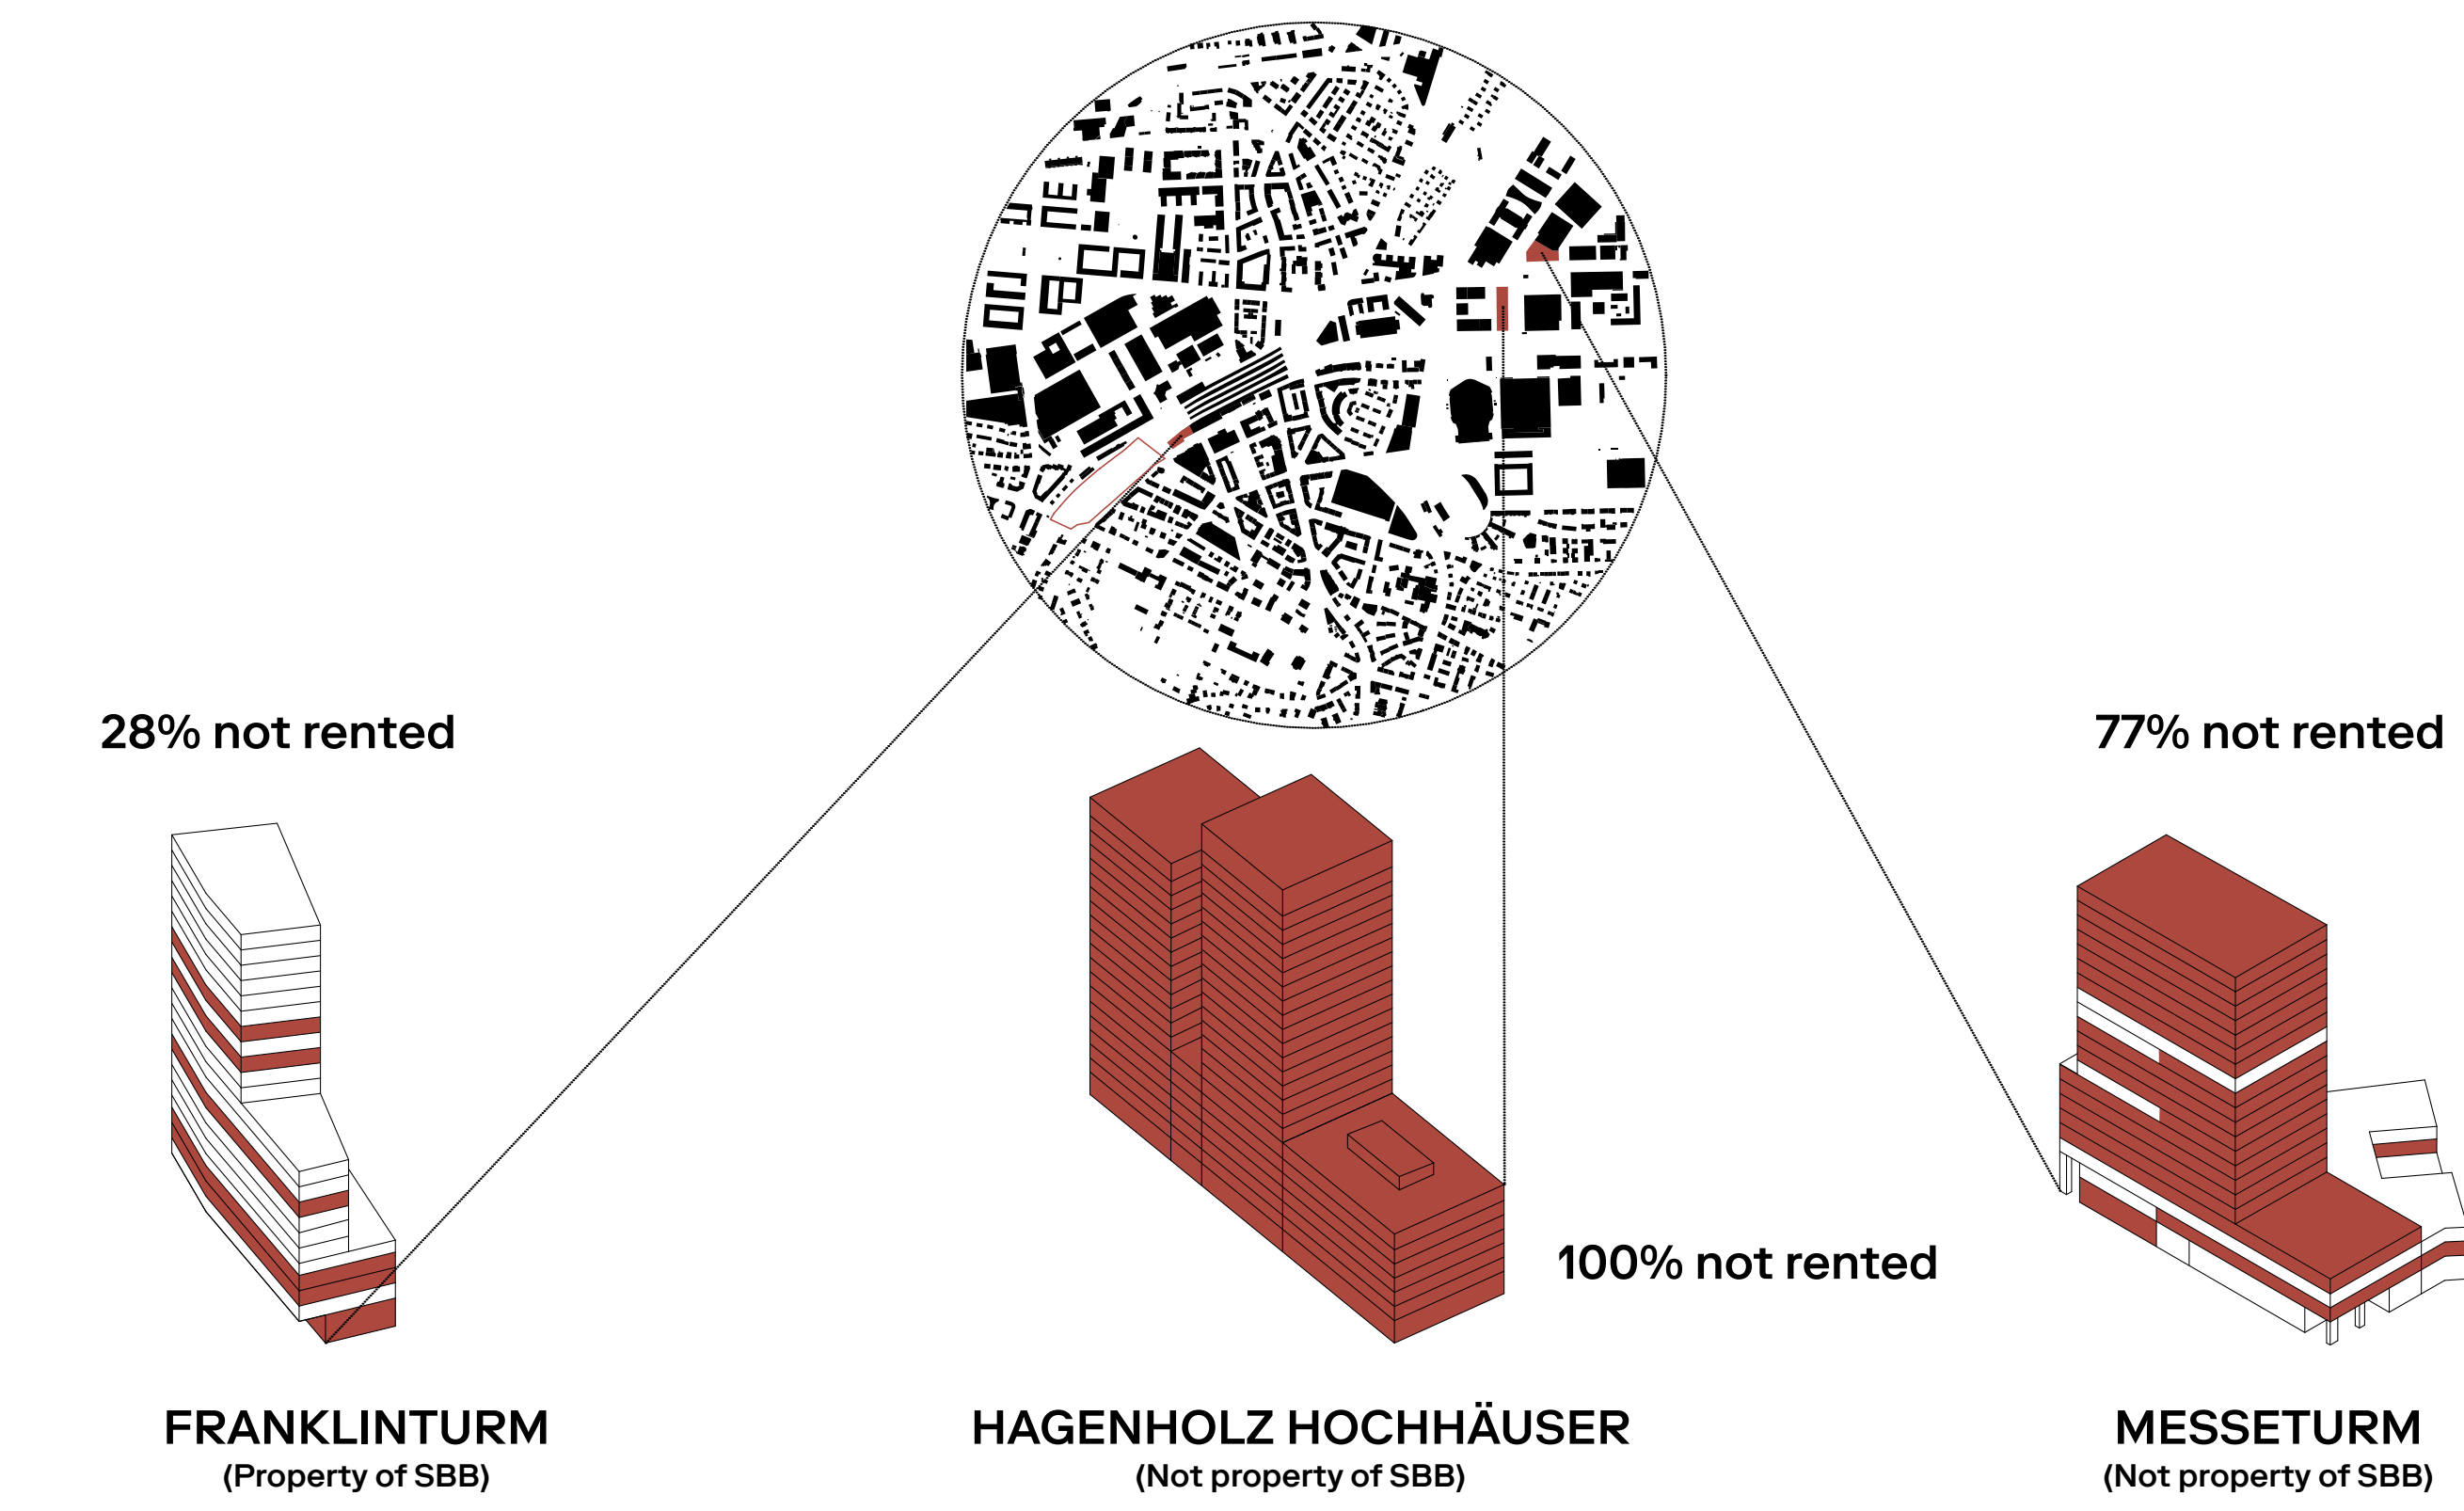 28% not rented
77% not rented
100% not rented
FRANKLINTURM
(Property of SBB)
HAGENHOLZ HOCHHÄUSER
(Not property of SBB)
MESSETURM
(Not property of SBB)